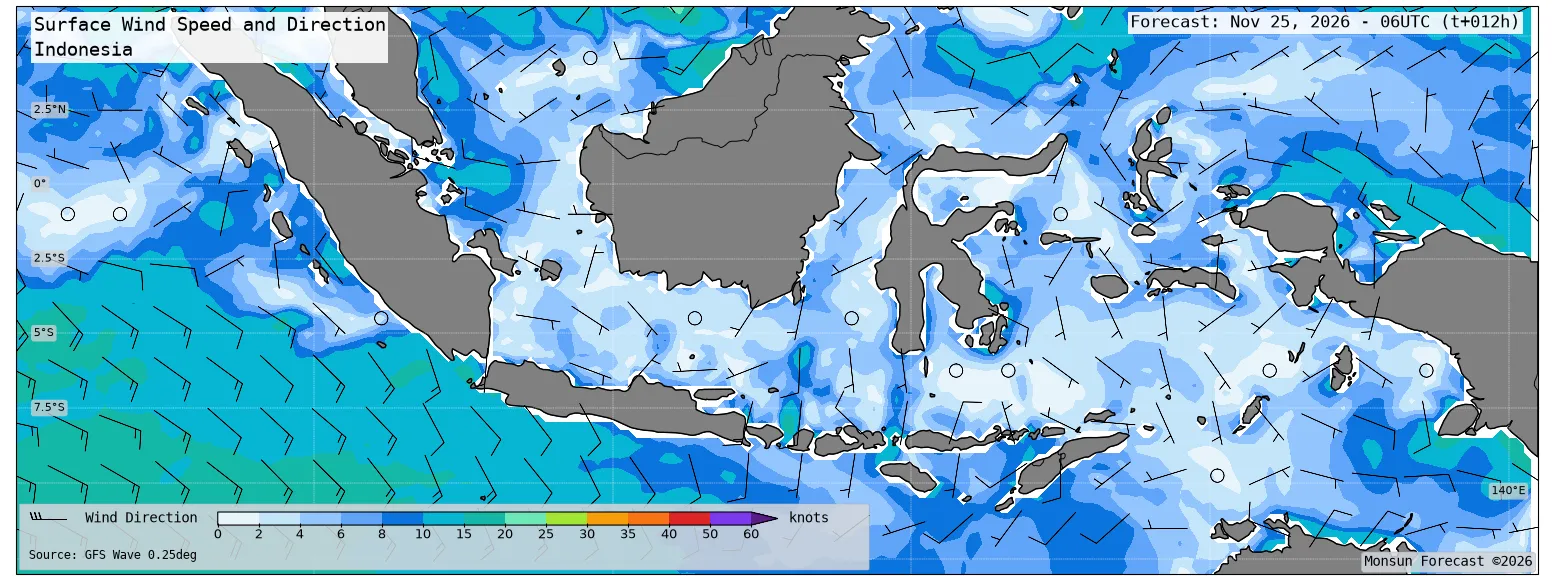 Surface Wind Speed and Direction
Indonesia
Forecast: Nov 25, 2026 - 06UTC (t+012h)
2.5°N
0°
2.5°S
5°S
7.5°S
140°E
Wind Direction
0 2 4 6 8 10 15 20 25 30 35 40 50 60
knots
Source: GFS Wave 0.25deg
Monsun Forecast ©2026